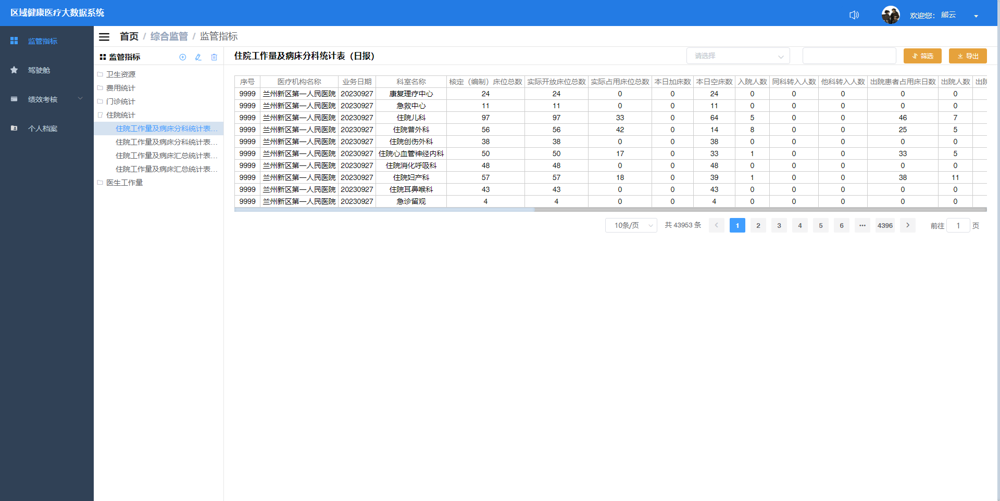 区域健康医疗大数据系统
欢迎您: 熊云
监管指标
驾驶舱
绩效考核
个人档案
首页 / 综合监管 / 监管指标
监管指标
卫生资源
费用统计
门诊统计
住院统计
住院工作量及病床分科统计表...
住院工作量及病床分科统计表...
住院工作量及病床汇总统计表...
住院工作量及病床汇总统计表...
医生工作量
住院工作量及病床分科统计表（日报）
请选择
筛选
导出
序号 医疗机构名称 业务日期 科室名称 核定（编制）床位总数 实际开放床位总数 实际占用床位总数 本日加床数 本日空床数 入院人数 同科转入人数 他科转入人数 出院患者占用床日数 出院人数 出院
9999 兰州新区第一人民医院 20230927 康复理疗中心 24 24 0 0 24 0 0 0 0 0
9999 兰州新区第一人民医院 20230927 急救中心 11 11 0 0 11 0 0 0 0 0
9999 兰州新区第一人民医院 20230927 住院儿科 97 97 33 0 64 5 0 0 46 7
9999 兰州新区第一人民医院 20230927 住院普外科 56 56 42 0 14 8 0 0 25 5
9999 兰州新区第一人民医院 20230927 住院创伤外科 38 38 0 0 38 0 0 0 0 0
9999 兰州新区第一人民医院 20230927 住院心血管神经内科 50 50 17 0 33 1 0 0 33 5
9999 兰州新区第一人民医院 20230927 住院消化呼吸科 48 48 0 0 48 0 0 0 0 0
9999 兰州新区第一人民医院 20230927 住院妇产科 57 57 18 0 39 1 0 0 38 11
9999 兰州新区第一人民医院 20230927 住院耳鼻喉科 43 43 0 0 43 0 0 0 0 0
9999 兰州新区第一人民医院 20230927 急诊留观 4 4 0 0 4 0 0 0 0 0
10条/页 共 43953 条 1 2 3 4 5 6 ... 4396 前往 1 页